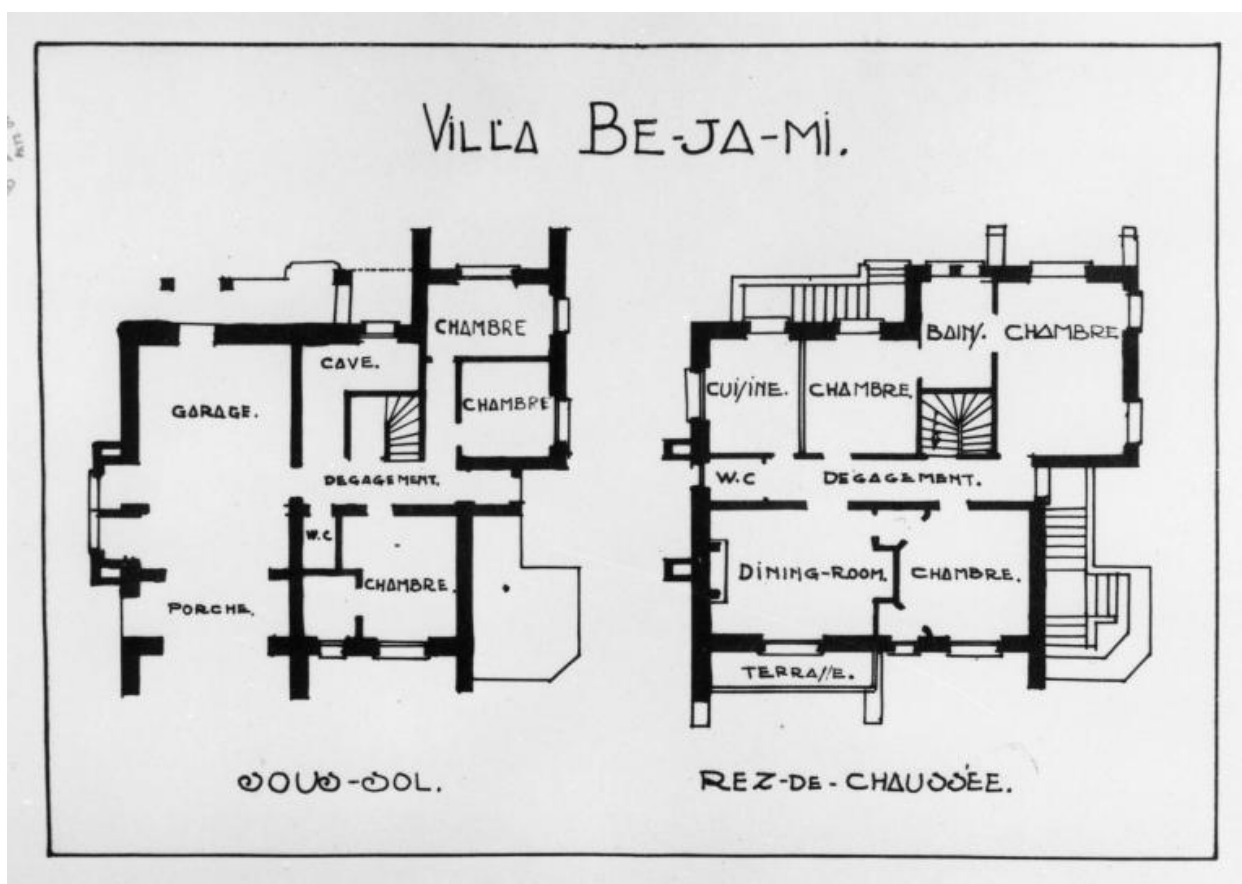 VILLA BE-JA-MI.
CHAMBRE
CAVE.
CHAMBRE
GARAGE.
DEGAGEMENT.
W.C
CHAMBRE.
PORCHE.
SOUS-SOL.
BAINS.
CHAMBRE
CUISINE.
CHAMBRE
W.C
DÉGAGEMENT.
DINING-ROOM.
CHAMBRE.
TERRASSE.
REZ-DE-CHAUSSÉE.